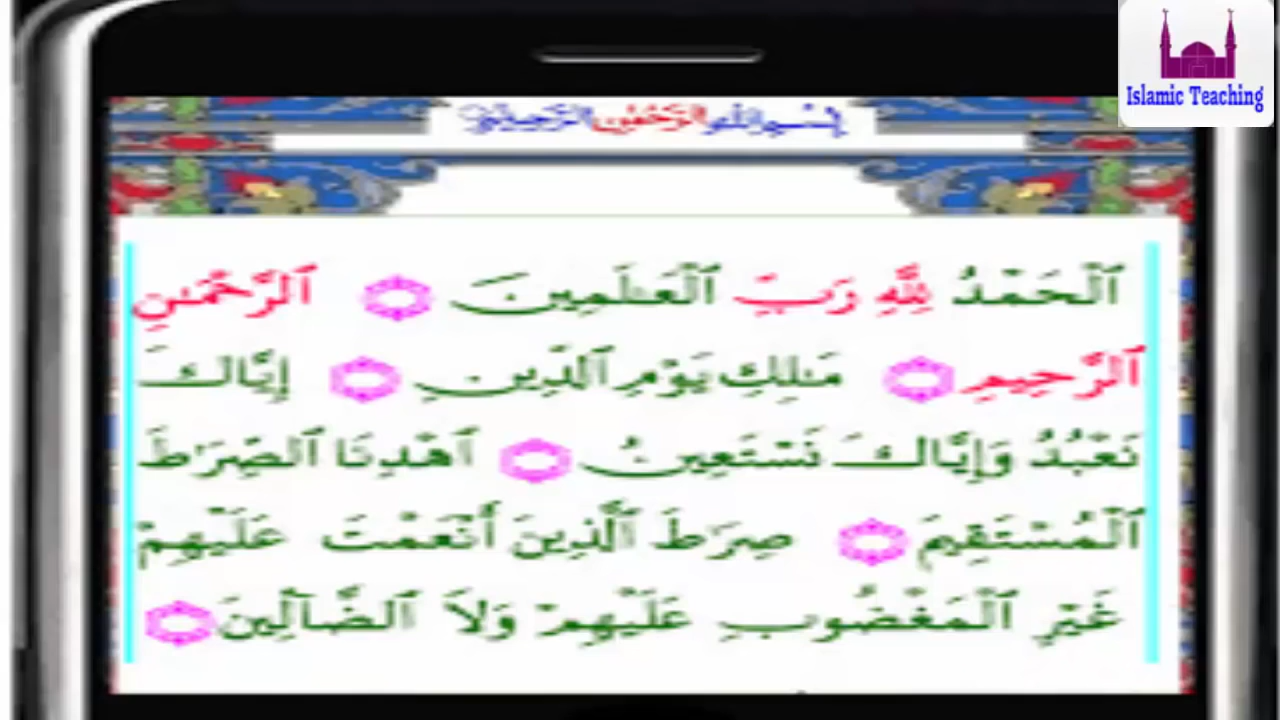 Islamic Teaching
بسم الله الرحمن الرحيم
ٱلْحَمْدُ لِلَّهِ رَبِّ ٱلْعَـٰلَمِينَ ٱلرَّحْمَـٰنِ
ٱلرَّحِيمِ مَـٰلِكِ يَوْمِ ٱلدِّينِ إِيَّاكَ
نَعْبُدُ وَإِيَّاكَ نَسْتَعِينُ ٱهْدِنَا ٱلصِّرَٰطَ
ٱلْمُسْتَقِيمَ صِرَٰطَ ٱلَّذِينَ أَنْعَمْتَ عَلَيْهِمْ
غَيْرِ ٱلْمَغْضُوبِ عَلَيْهِمْ وَلاَ ٱلضَّآلِّينَ